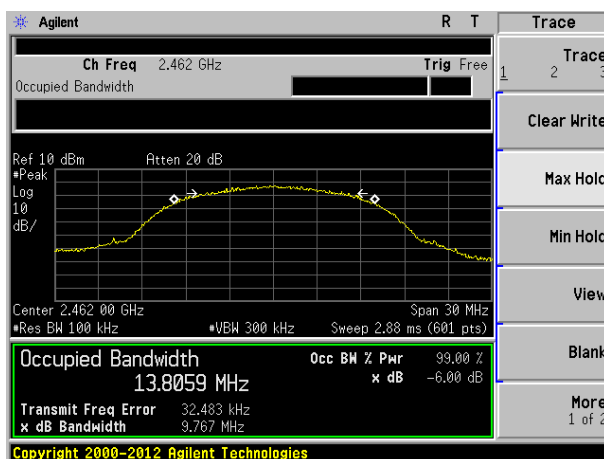 Agilent R T Trace
Ch Freq 2.462 GHz Trig Free
Occupied Bandwidth
Trace
1 2 3
Clear Write
Max Hold
Min Hold
View
Blank
More
1 of 2
Ref 10 dBm Atten 20 dB
#Peak
Log
10
dB/
Center 2.462 00 GHz Span 30 MHz
#Res BW 100 kHz #VBW 300 kHz Sweep 2.88 ms (601 pts)
Occupied Bandwidth Occ BW % Pwr 99.00 %
13.8059 MHz x dB -6.00 dB
Transmit Freq Error 32.483 kHz
x dB Bandwidth 9.767 MHz
Copyright 2000-2012 Agilent Technologies